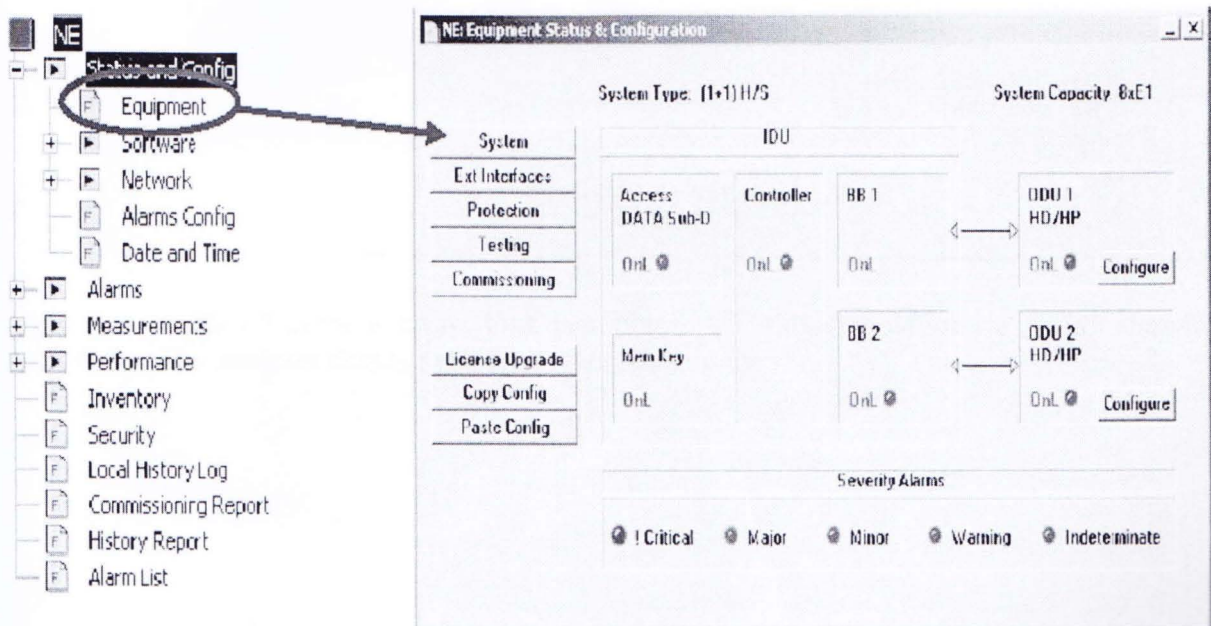 NE
Status and Config
Equipment
Software
Network
Alarms Config
Date and Time
Alarms
Measurements
Performance
Inventory
Security
Local History Log
Commissioning Report
History Report
Alarm List
NE: Equipment Status & Configuration
System Type: (1+1) H/S
System Capacity 8xE1
System
Ext Interfaces
Protection
Testing
Commissioning
License Upgrade
Copy Config
Paste Config
IDU
Access
DATA Sub-D
OnL
Controller
OnL
BB 1
OnL
ODU 1
HD/HP
OnL
Configure
Mem Key
OnL
BB 2
OnL
ODU 2
HD/HP
OnL
Configure
Severity Alarms
! Critical
Major
Minor
Warning
Indeterminate